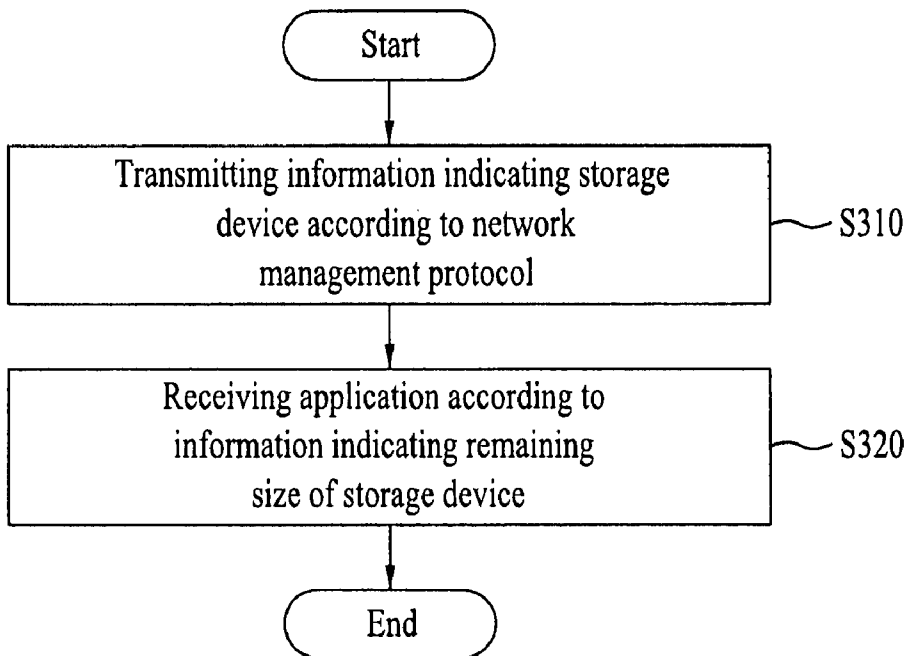 Start
Transmitting information indicating storage
device according to network
management protocol
S310
Receiving application according to
information indicating remaining
size of storage device
S320
End